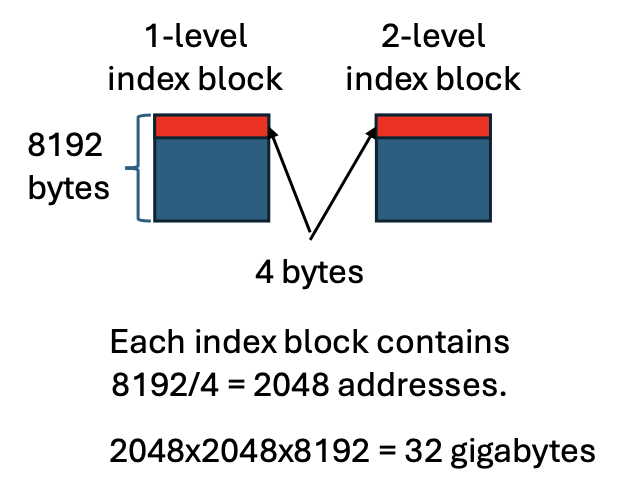 1-level
index block
2-level
index block
8192
bytes
4 bytes
Each index block contains
8192/4 = 2048 addresses.
2048x2048x8192 = 32 gigabytes